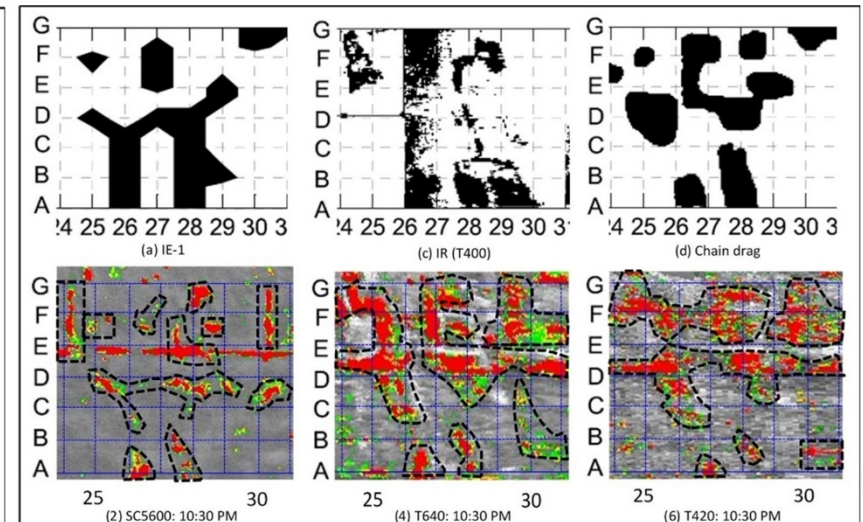 G
F
E
D
C
B
A
!4 25 26 27 28 29 30 3
(a) IE-1
G
F
E
D
C
B
A
24 25 26 27 28 29 30 31
(c) IR (T400)
G
F
E
D
C
B
A
24 25 26 27 28 29 30 3
(d) Chain drag
G
F
E
D
C
B
A
25 30
(2) SC5600: 10:30 PM
G
F
E
D
C
B
A
25 30
(4) T640: 10:30 PM
G
F
E
D
C
B
A
25 30
(6) T420: 10:30 PM